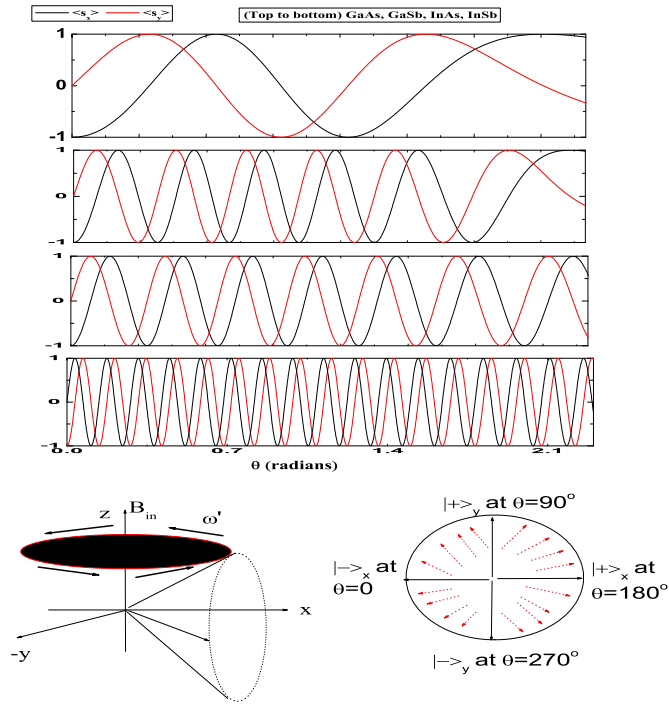 <s_x> <s_y> (Top to bottom) GaAs, GaSb, InAs, InSb
1
0
-1
1
0
-1
1
0
-1
1
0
-1
0.0 0.7 1.4 2.1
θ (radians)
z B_in ω'
x
-y
|+>_y at θ=90°
|−>_x at θ=0
|+>_x at θ=180°
|−>_y at θ=270°